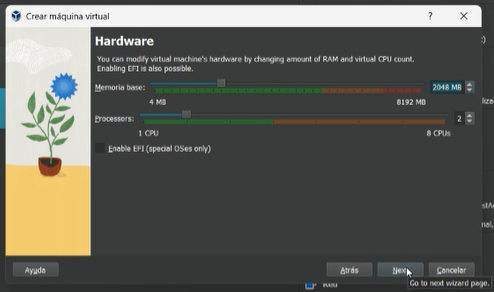 Crear máquina virtual
Hardware
You can modify virtual machine's hardware by changing amount of RAM and virtual CPU count.
Enabling EFI is also possible.
Memoria base: 2048 MB
4 MB 8192 MB
Processors: 2
1 CPU 8 CPUs
Enable EFI (special OSes only)
Ayuda Atrás Next Cancelar
Go to next wizard page.
Red